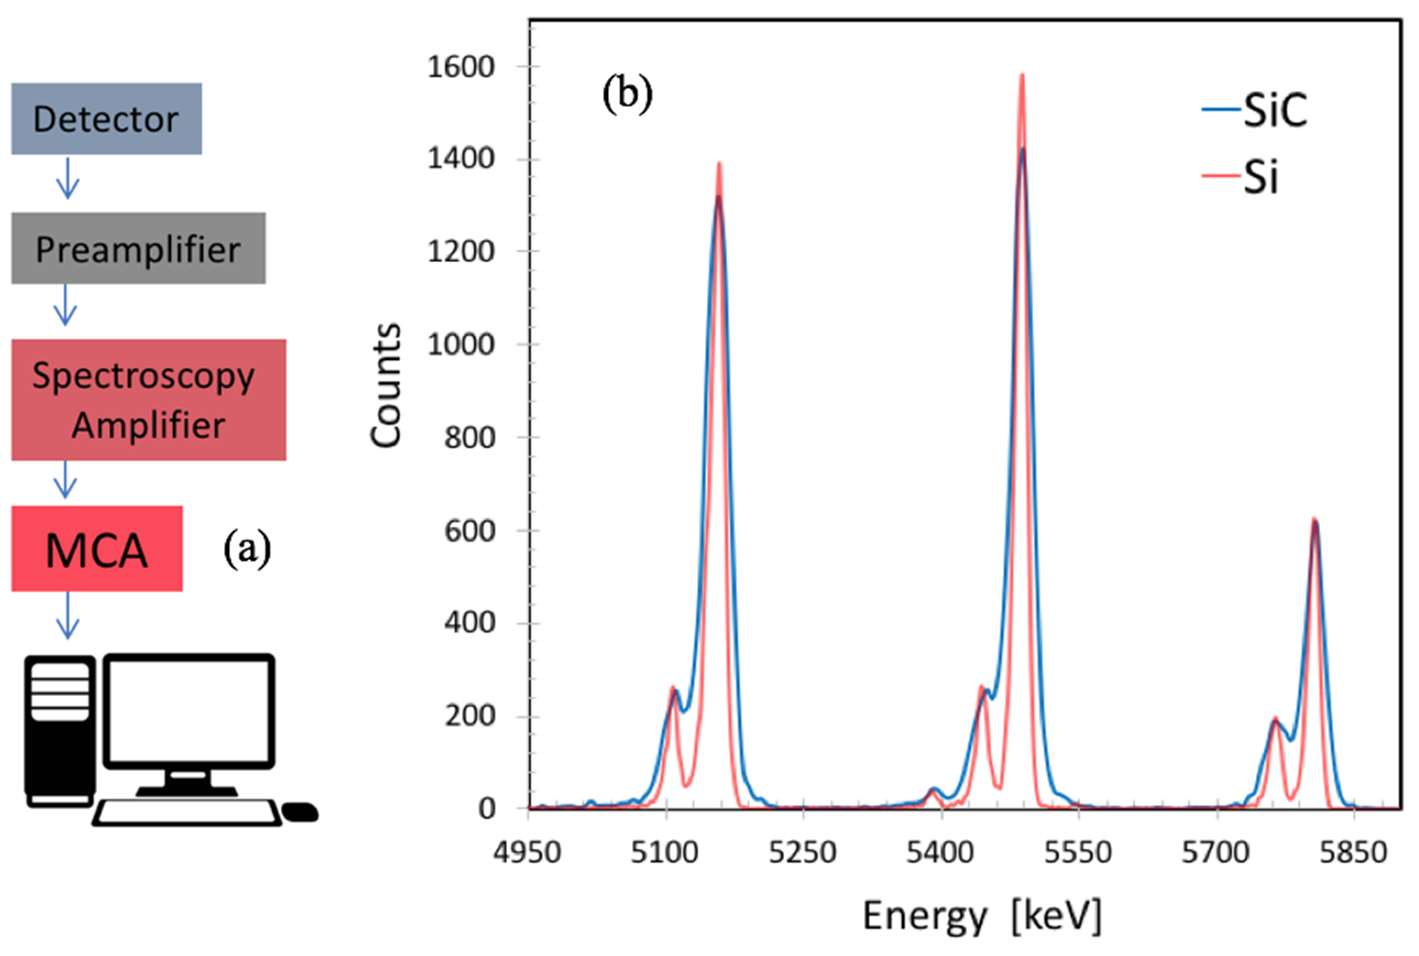 Detector
Preamplifier
Spectroscopy
Amplifier
MCA
(a)
(b)
SiC
Si
1600
1400
1200
1000
800
600
400
200
0
Counts
4950 5100 5250 5400 5550 5700 5850
Energy [keV]